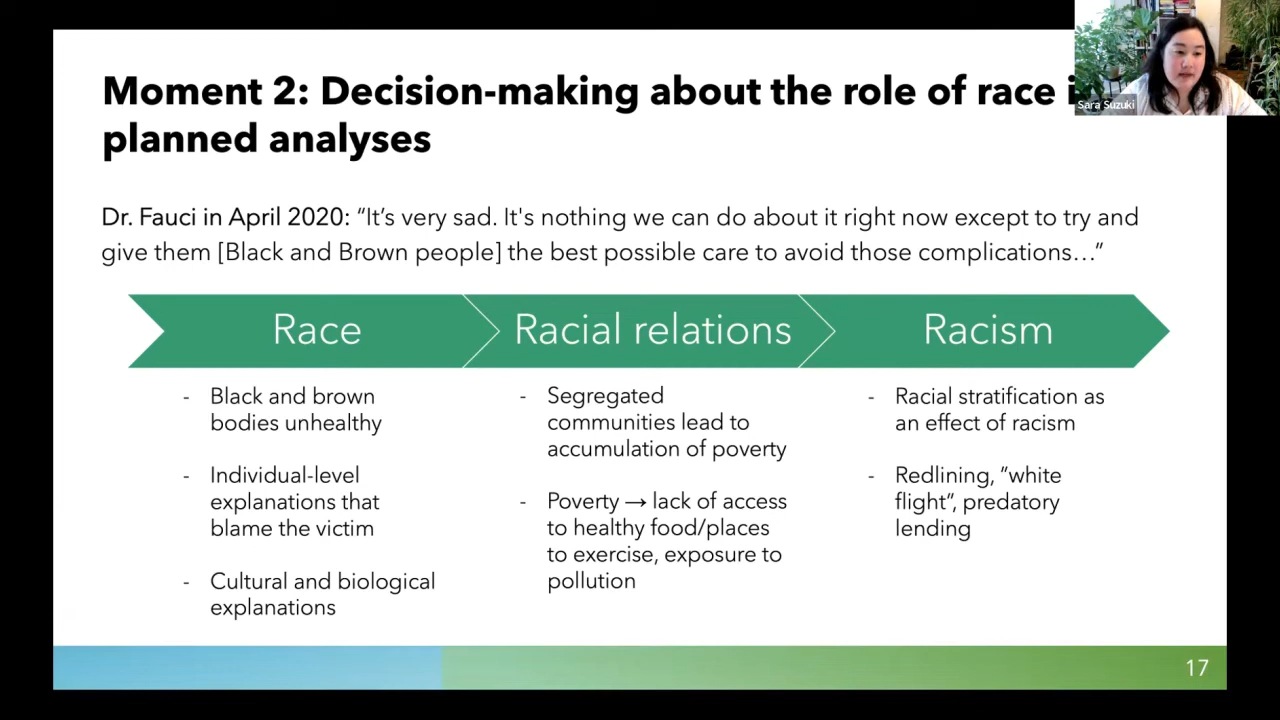 Moment 2: Decision-making about the role of race
planned analyses
Sara Suzuki
Dr. Fauci in April 2020: “It’s very sad. It's nothing we can do about it right now except to try and
give them [Black and Brown people] the best possible care to avoid those complications…”
Race
Racial relations
Racism
- Black and brown
bodies unhealthy
- Individual-level
explanations that
blame the victim
- Cultural and biological
explanations
- Segregated
communities lead to
accumulation of poverty
- Poverty → lack of access
to healthy food/places
to exercise, exposure to
pollution
- Racial stratification as
an effect of racism
- Redlining, “white
flight”, predatory
lending
17